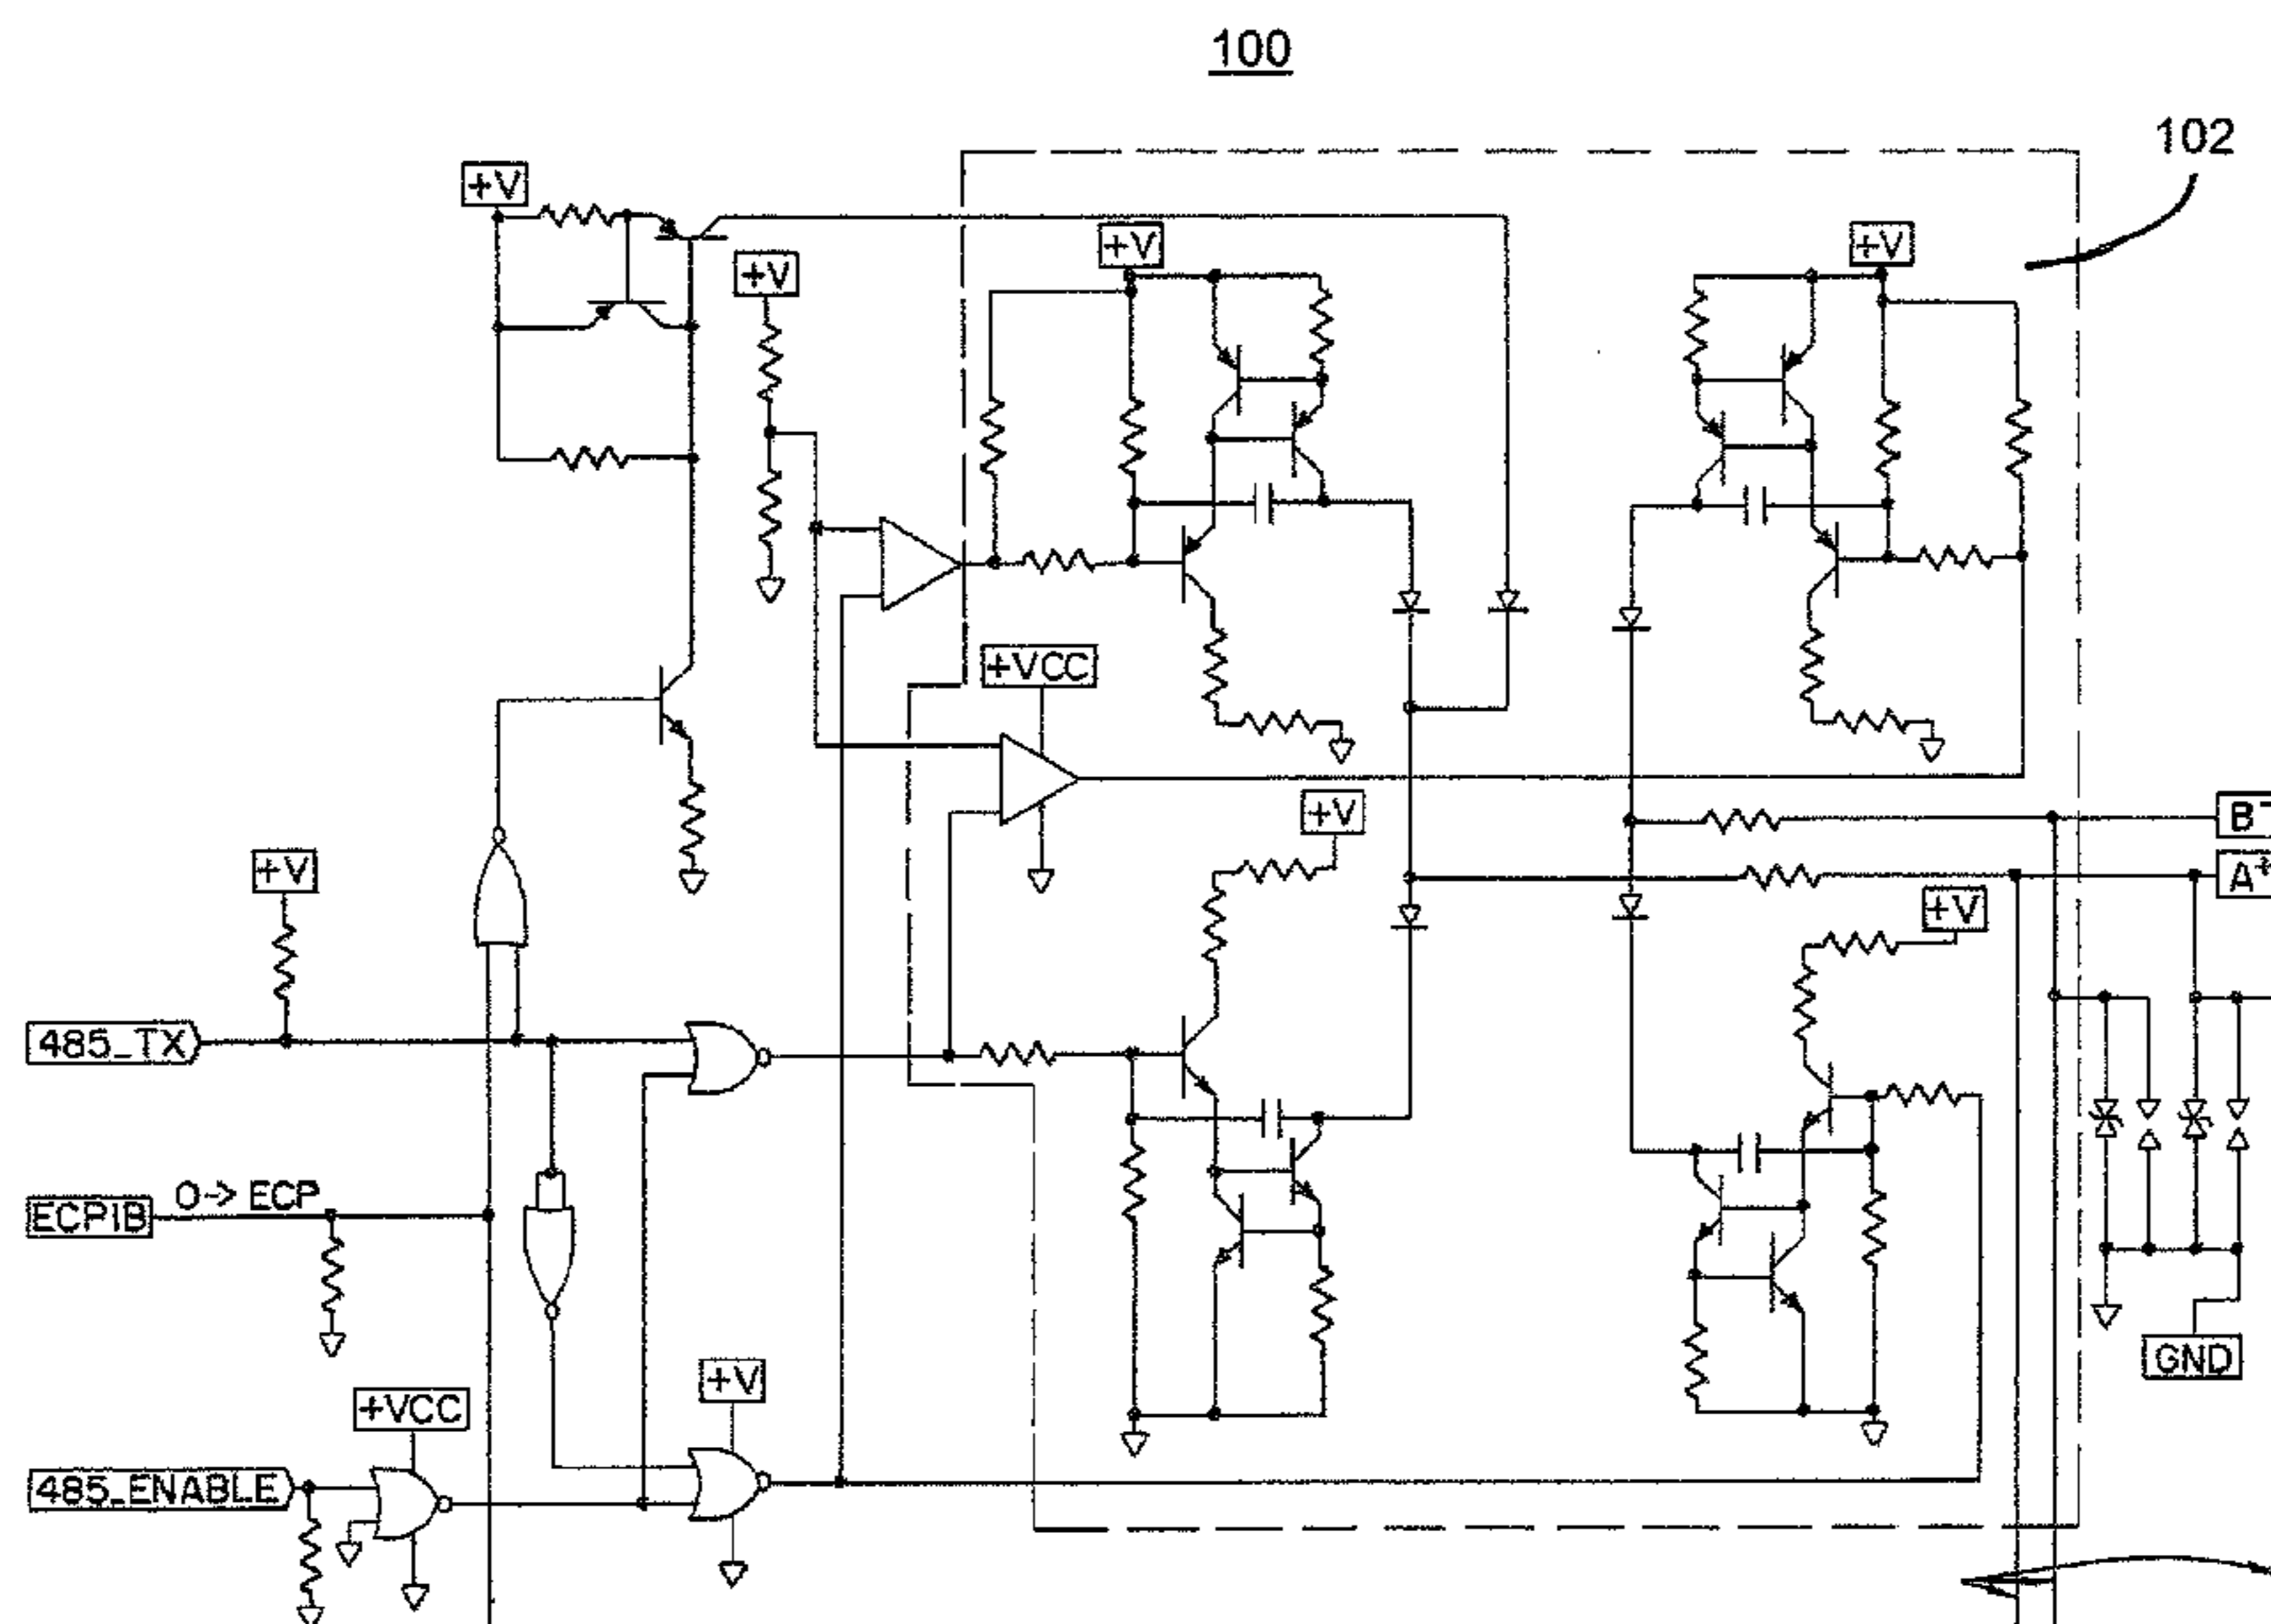 100
102
+V
+V
+V
+V
+VCC
+V
B-
A+
+V
+V
485_TX
ECPIB
0-> ECP
+V
+VCC
GND
485_ENABLE